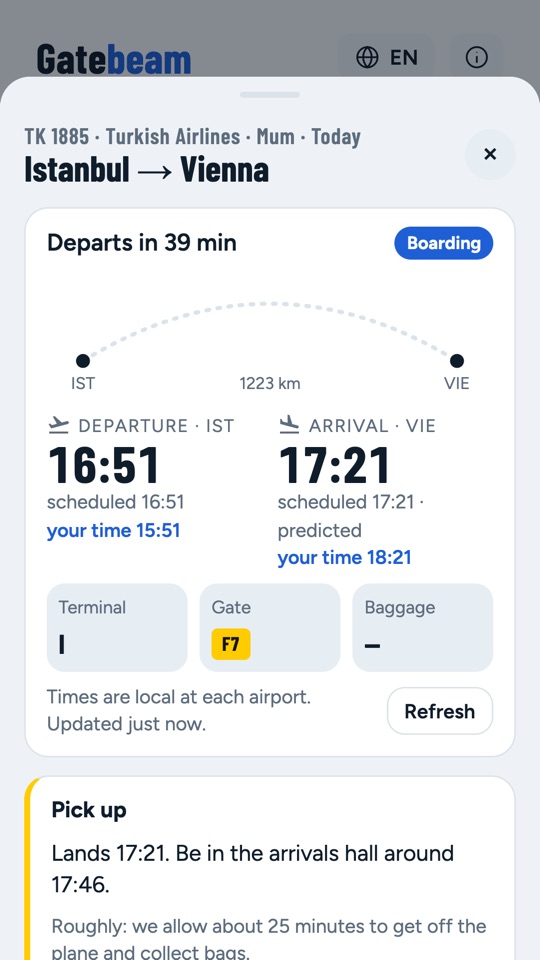 Gatebeam
EN
TK 1885 · Turkish Airlines · Mum · Today
Istanbul → Vienna
Departs in 39 min
Boarding
IST
1223 km
VIE
DEPARTURE · IST
16:51
scheduled 16:51
your time 15:51
ARRIVAL · VIE
17:21
scheduled 17:21 ·
predicted
your time 18:21
Terminal
I
Gate
F7
Baggage
–
Times are local at each airport.
Updated just now.
Refresh
Pick up
Lands 17:21. Be in the arrivals hall around
17:46.
Roughly: we allow about 25 minutes to get off the
plane and collect bags.